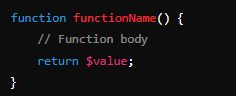 function functionName() {
// Function body
return $value;
}